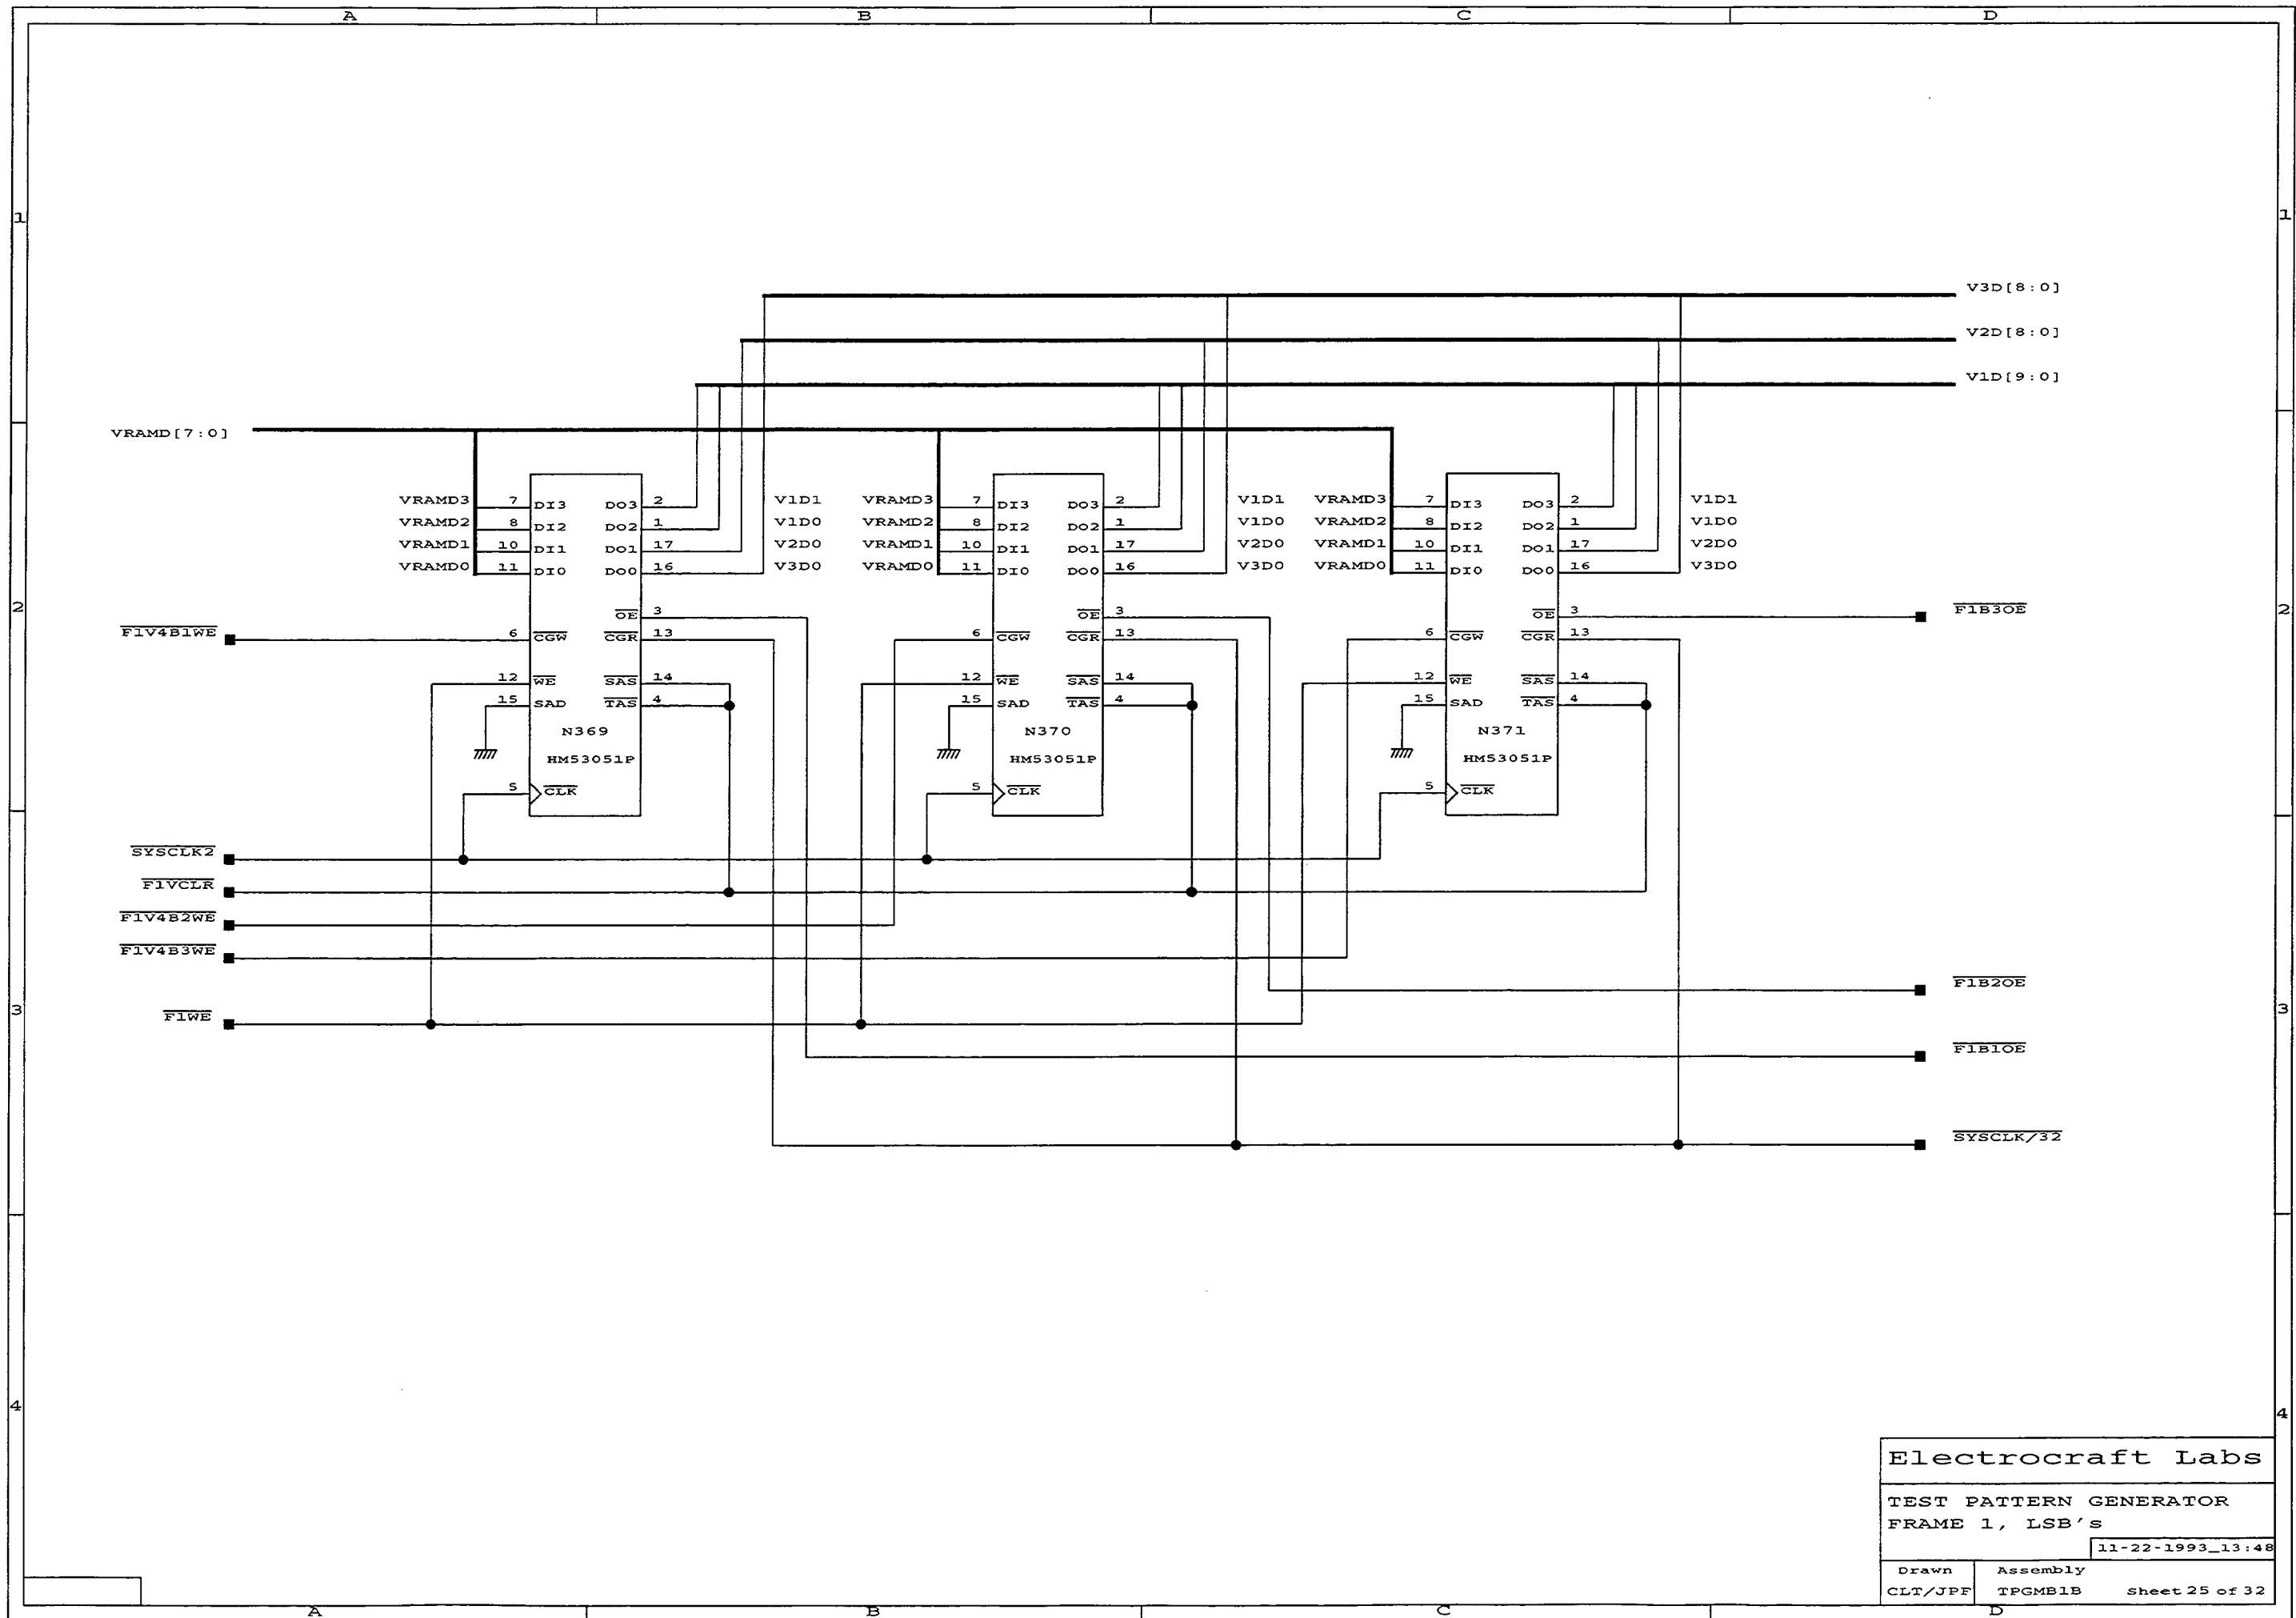 A B C D
1 1
V3D[8:0]
V2D[8:0]
V1D[9:0]
VRAMD[7:0]
VRAMD3 7 DI3 DO3 2 V1D1 VRAMD3 7 DI3 DO3 2 V1D1 VRAMD3 7 DI3 DO3 2 V1D1
VRAMD2 8 DI2 DO2 1 V1D0 VRAMD2 8 DI2 DO2 1 V1D0 VRAMD2 8 DI2 DO2 1 V1D0
VRAMD1 10 DI1 DO1 17 V2D0 VRAMD1 10 DI1 DO1 17 V2D0 VRAMD1 10 DI1 DO1 17 V2D0
VRAMD0 11 DI0 DO0 16 V3D0 VRAMD0 11 DI0 DO0 16 V3D0 VRAMD0 11 DI0 DO0 16 V3D0
2 OE 3 OE 3 OE 3 F1B3OE 2
F1V4B1WE 6 CGW CGR 13 6 CGW CGR 13 6 CGW CGR 13
12 WE SAS 14 12 WE SAS 14 12 WE SAS 14
15 SAD TAS 4 15 SAD TAS 4 15 SAD TAS 4
N369 N370 N371
HM53051P HM53051P HM53051P
5 CLK 5 CLK 5 CLK
SYSCLK2
F1VCLR
F1V4B2WE
F1V4B3WE
F1B2OE
3 F1WE 3
F1B1OE
SYSCLK/32
4 4
Electrocraft Labs
TEST PATTERN GENERATOR
FRAME 1, LSB's
11-22-1993_13:48
Drawn Assembly
CLT/JPF TPGMB1B Sheet 25 of 32
A B C D